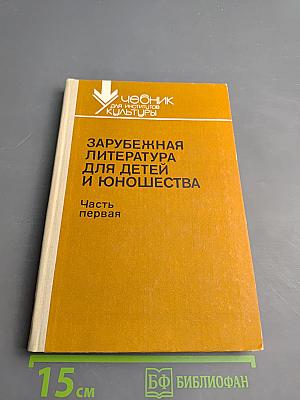 Учебник
для институтов
культуры
ЗАРУБЕЖНАЯ
ЛИТЕРАТУРА
ДЛЯ ДЕТЕЙ
И ЮНОШЕСТВА
Часть
первая
15 см
БФ БИБЛИОФАН